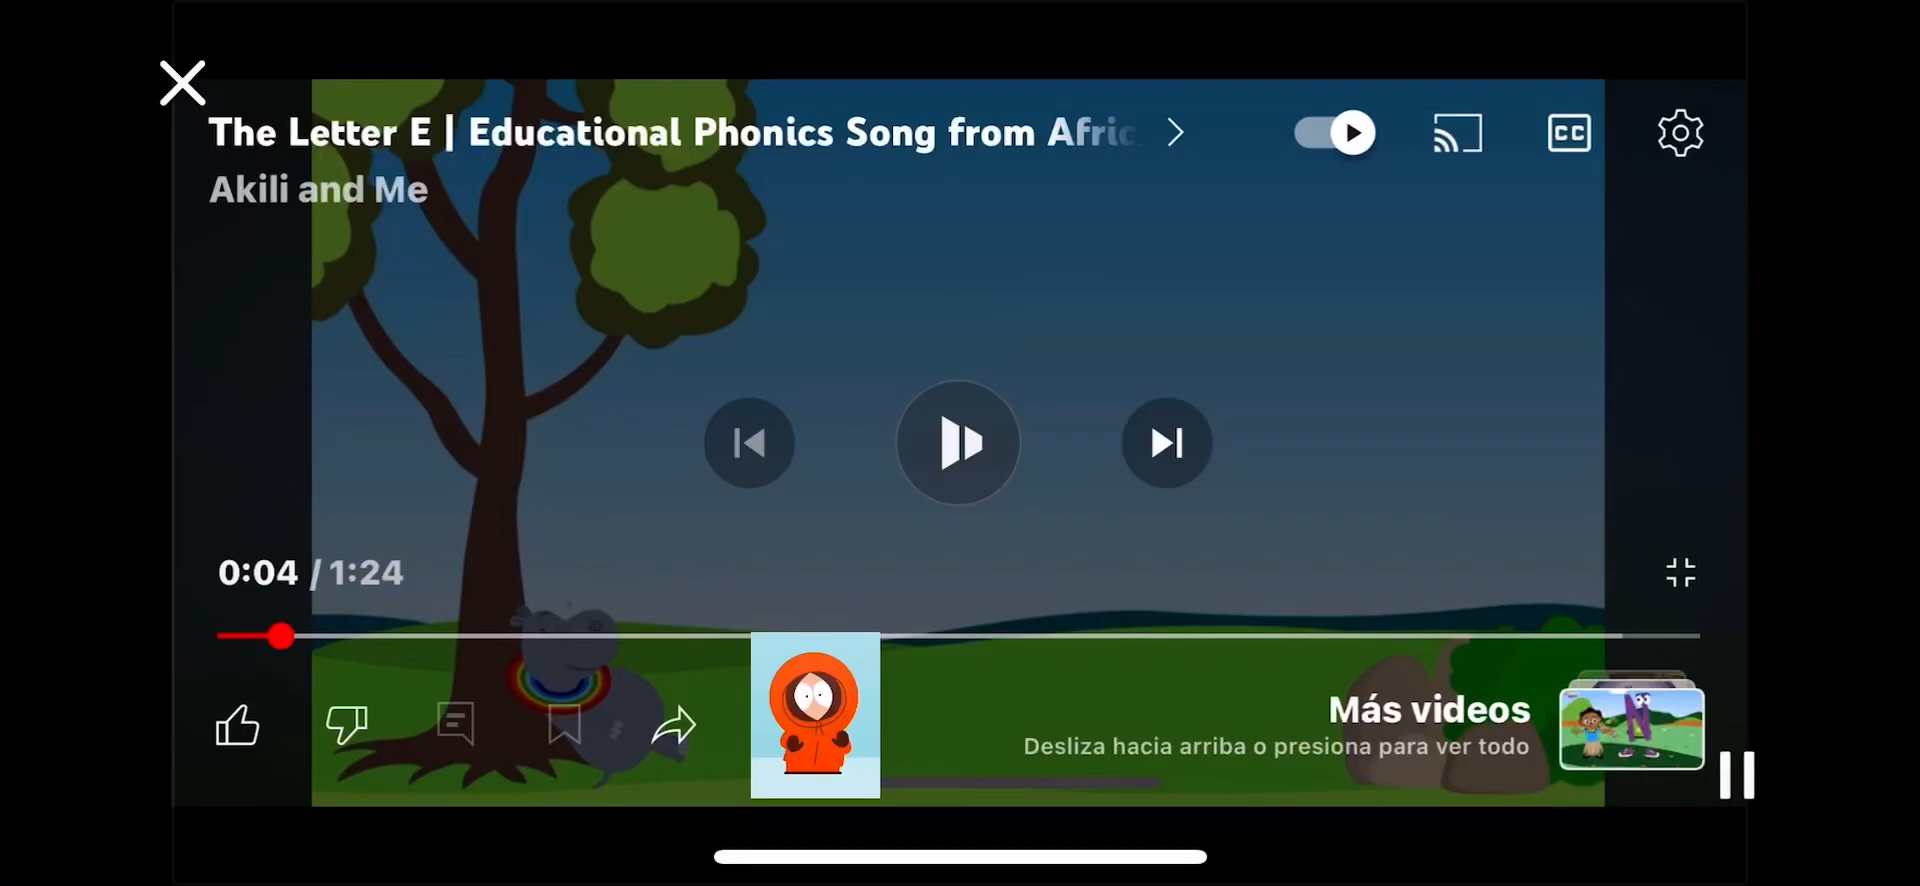 The Letter E | Educational Phonics Song from Afric
CC
Akili and Me
0:04 / 1:24
Más videos
Desliza hacia arriba o presiona para ver todo
N